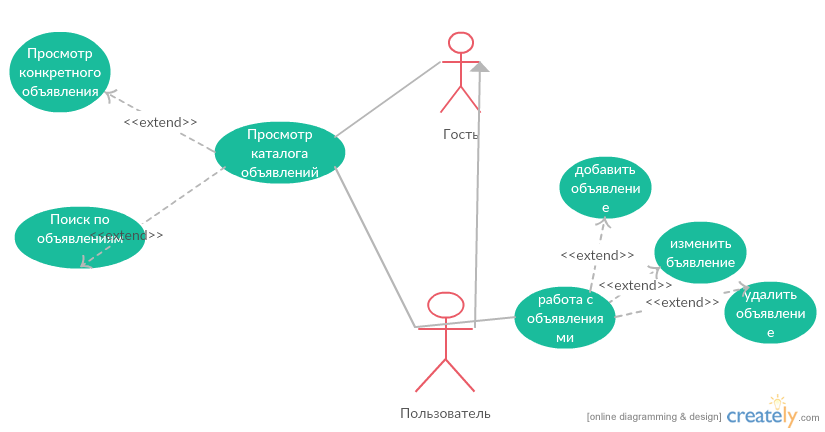 Просмотр
конкретного
объявления
<<extend>>
Просмотр
каталога
объявлений
Гость
Поиск по
объявлениям
<<extend>>
добавить
объявлени
е
<<extend>>
изменить
бъявление
<<extend>>
<<extend>>
удалить
объявлени
е
работа с
объявления
ми
Пользователь
[online diagramming & design] creately.com